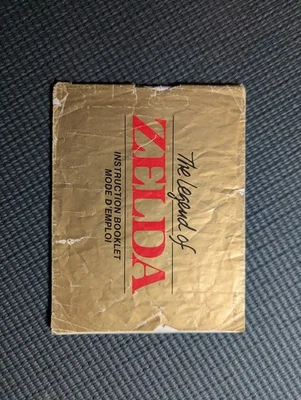 The Legend of
ZELDA
INSTRUCTION BOOKLET
MODE D'EMPLOI